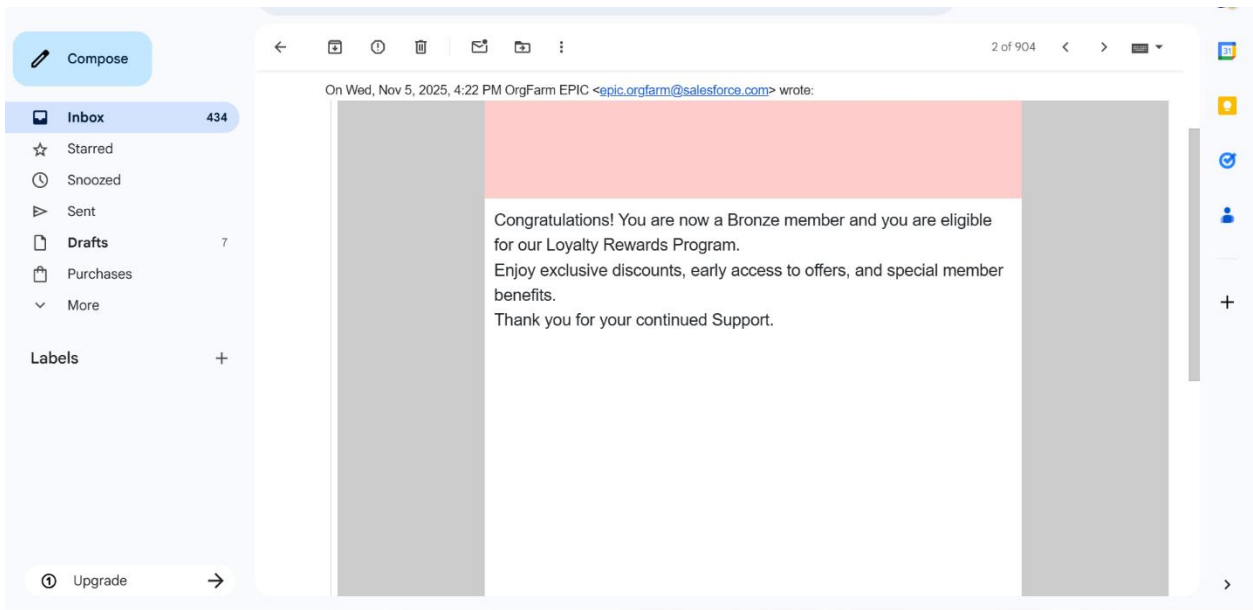 Compose
2 of 904
31
On Wed, Nov 5, 2025, 4:22 PM OrgFarm EPIC <epic.orgfarm@salesforce.com> wrote:
Inbox 434
Starred
Snoozed
Sent
Drafts 7
Purchases
More
Labels
Congratulations! You are now a Bronze member and you are eligible
for our Loyalty Rewards Program.
Enjoy exclusive discounts, early access to offers, and special member
benefits.
Thank you for your continued Support.
Upgrade